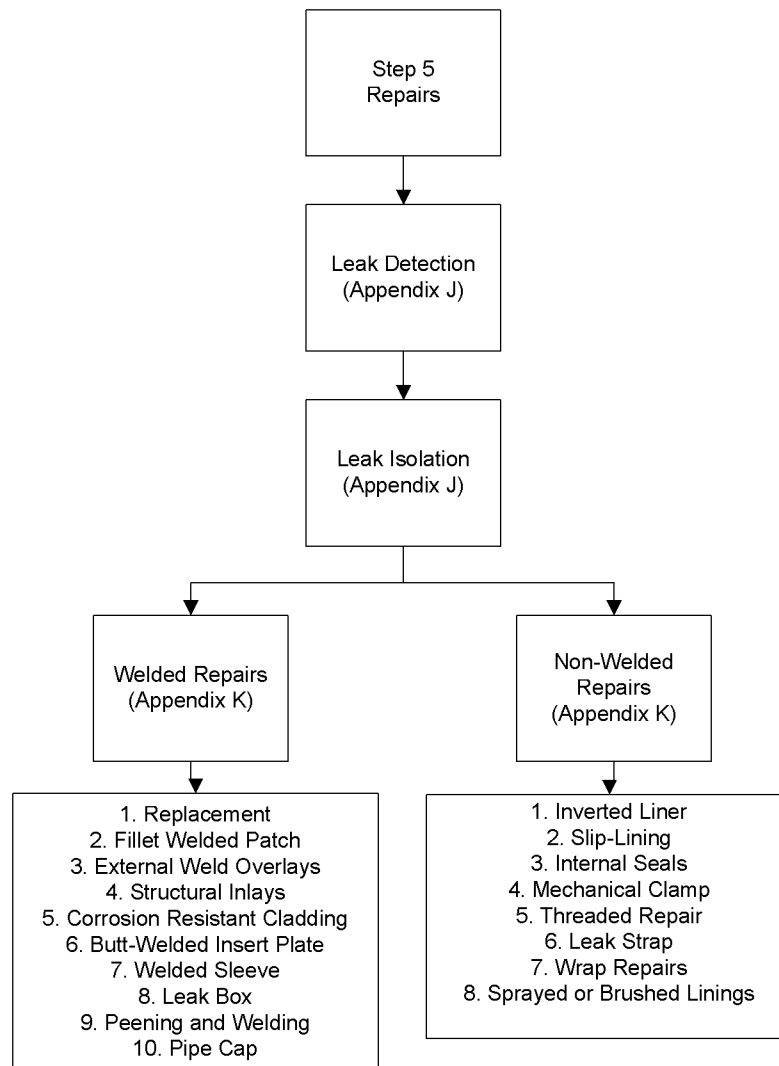 Step 5
Repairs
Leak Detection
(Appendix J)
Leak Isolation
(Appendix J)
Welded Repairs
(Appendix K)
Non-Welded
Repairs
(Appendix K)
1. Replacement
2. Fillet Welded Patch
3. External Weld Overlays
4. Structural Inlays
5. Corrosion Resistant Cladding
6. Butt-Welded Insert Plate
7. Welded Sleeve
8. Leak Box
9. Peening and Welding
10. Pipe Cap
1. Inverted Liner
2. Slip-Lining
3. Internal Seals
4. Mechanical Clamp
5. Threaded Repair
6. Leak Strap
7. Wrap Repairs
8. Sprayed or Brushed Linings